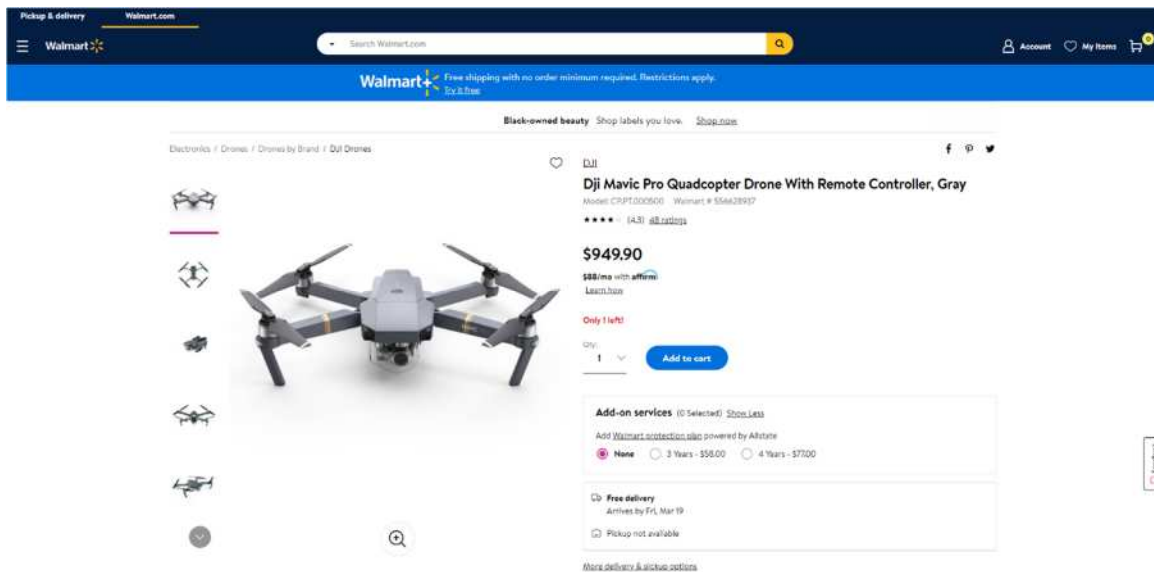 Pickup & delivery Walmart.com
Walmart
Search Walmart.com
Account My Items 0
Walmart+ Free shipping with no order minimum required. Restrictions apply.
Try it free
Black-owned beauty Shop labels you love. Shop now
Electronics / Drones / Drones by Brand / DJI Drones
DJI
Dji Mavic Pro Quadcopter Drone With Remote Controller, Gray
Model: CP.PT.000500 Walmart # 556628937
(4.3) 48 ratings
$949.90
$88/mo with affirm
Learn how
Only 1 left!
Qty:
1 Add to cart
Add-on services (0 Selected) Show Less
Add Walmart protection plan powered by Allstate
None 3 Years - $58.00 4 Years - $77.00
Free delivery
Arrives by Fri, Mar 19
Pickup not available
More delivery & pickup options